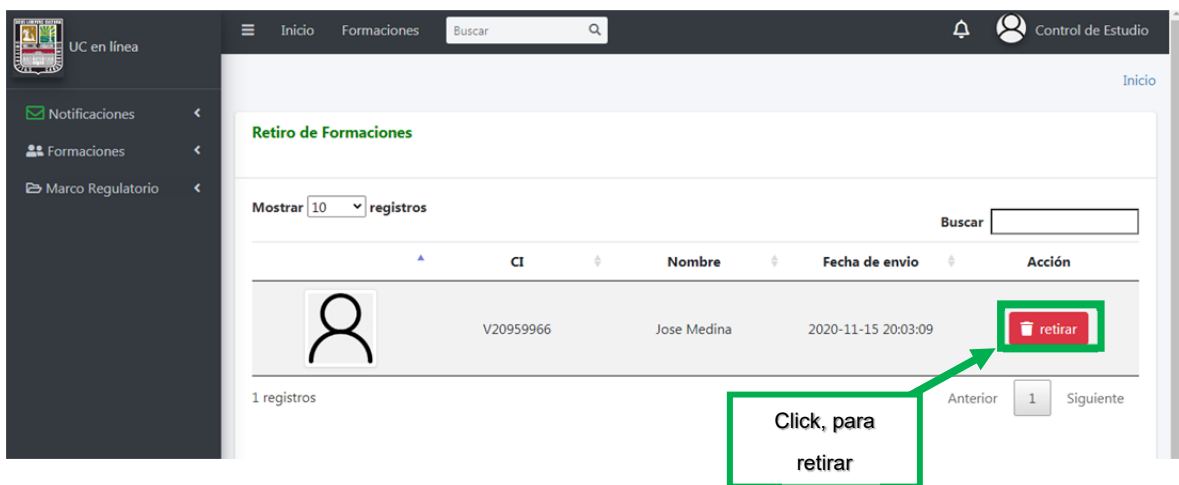 UC en línea
Inicio Formaciones Buscar Control de Estudio
Inicio
Notificaciones
Formaciones
Marco Regulatorio
Retiro de Formaciones
Mostrar 10 registros
Buscar
CI Nombre Fecha de envio Acción
V20959966 Jose Medina 2020-11-15 20:03:09 retirar
1 registros Anterior 1 Siguiente
Click, para
retirar